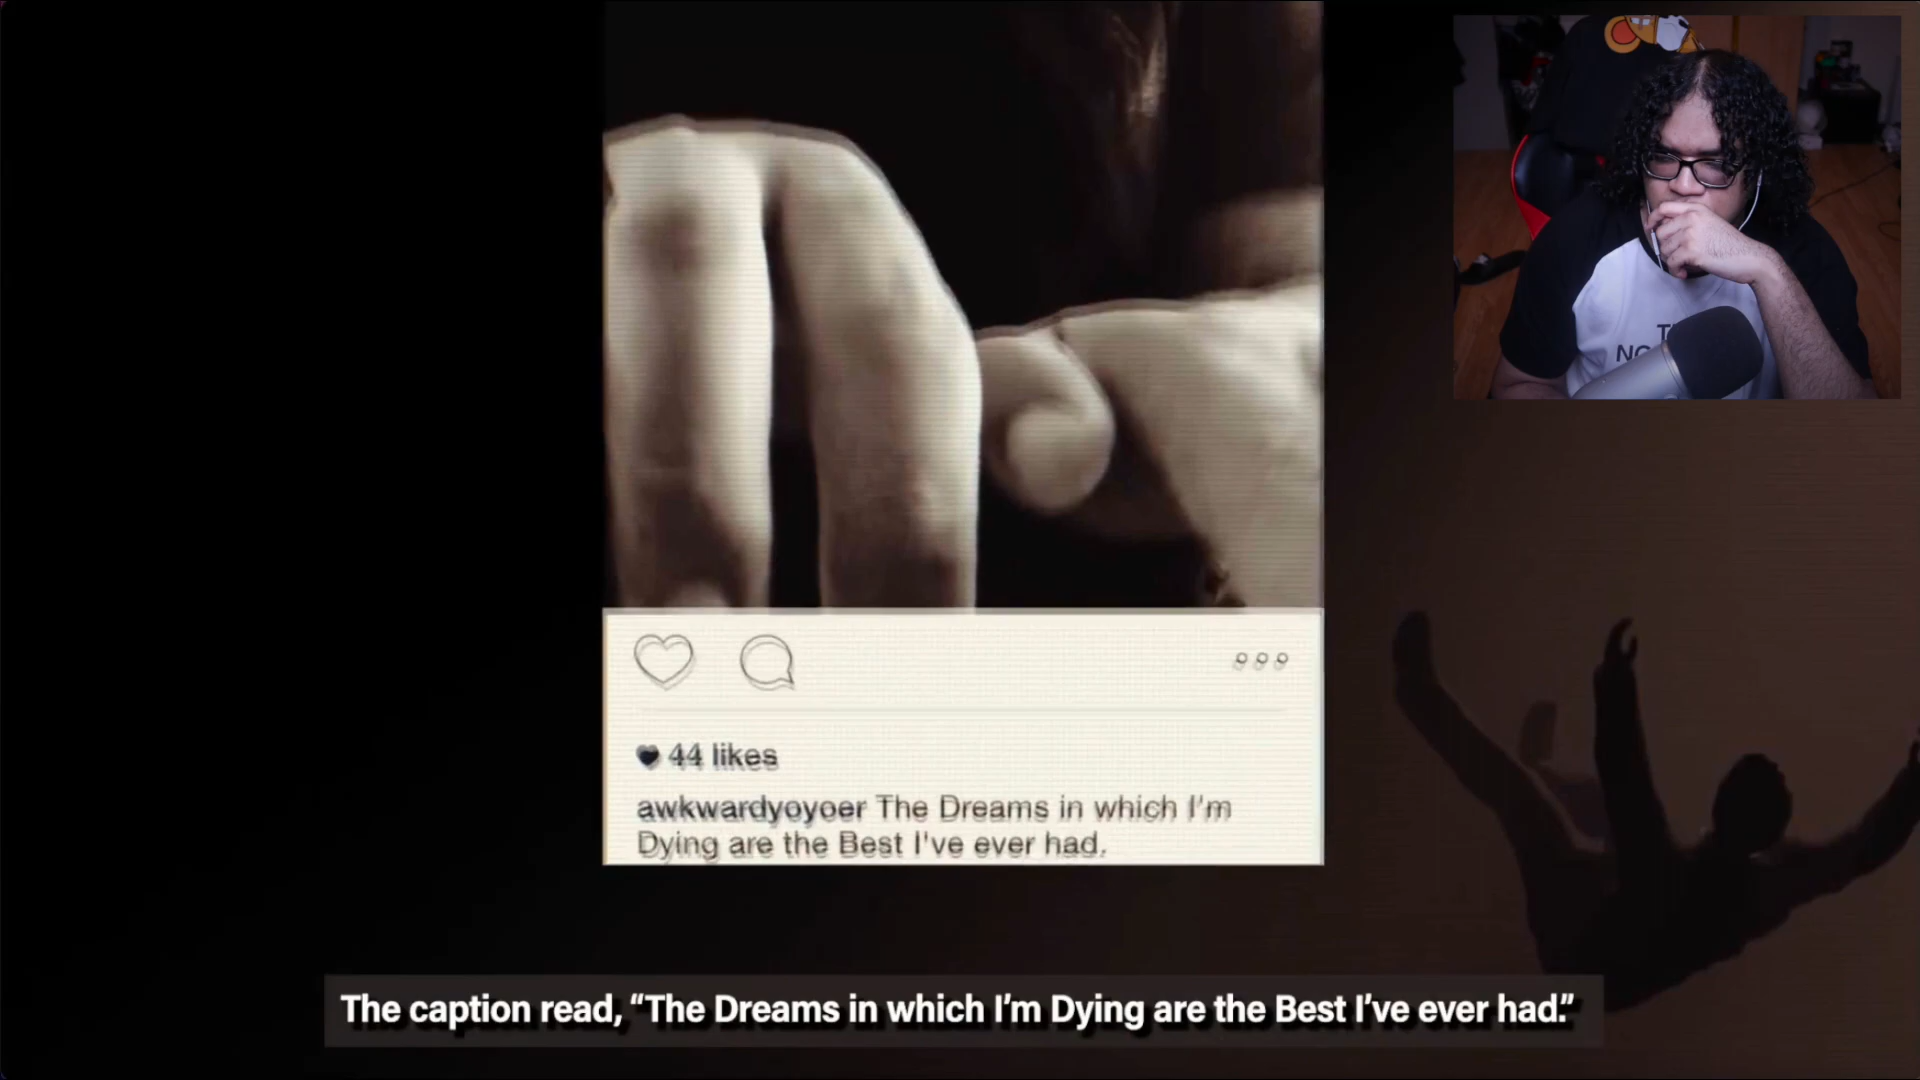 44 likes
awkwardyoyoer The Dreams in which I'm
Dying are the Best I've ever had.
The caption read, “The Dreams in which I’m Dying are the Best I’ve ever had.”